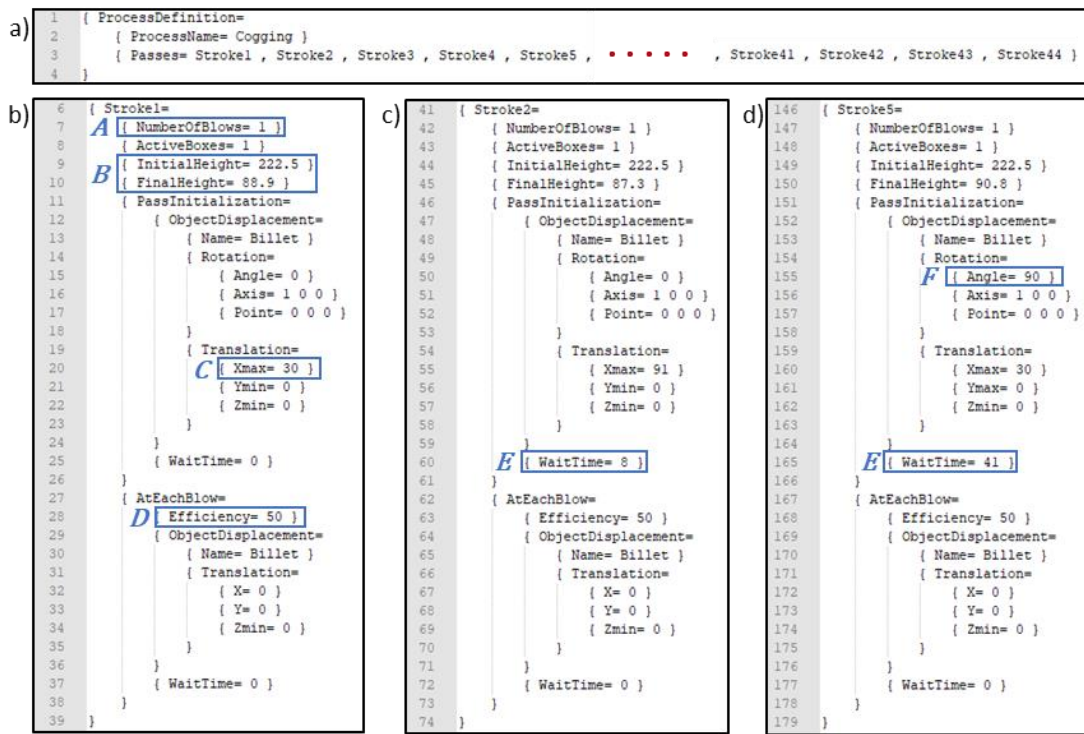 a)
1 { ProcessDefinition=
2 { ProcessName= Cogging }
3 { Passes= Stroke1 , Stroke2 , Stroke3 , Stroke4 , Stroke5 , • • • • • , Stroke41 , Stroke42 , Stroke43 , Stroke44 }
4 }
b)
6 { Stroke1=
A
7 { NumberOfBlows= 1 }
8 { ActiveBoxes= 1 }
B
9 { InitialHeight= 222.5 }
10 { FinalHeight= 88.9 }
11 { PassInitialization=
12 { ObjectDisplacement=
13 { Name= Billet }
14 { Rotation=
15 { Angle= 0 }
16 { Axis= 1 0 0 }
17 { Point= 0 0 0 }
18 }
19 { Translation=
C
20 { Xmax= 30 }
21 { Ymin= 0 }
22 { Zmin= 0 }
23 }
24 }
25 { WaitTime= 0 }
26 }
27 { AtEachBlow=
D
28 { Efficiency= 50 }
29 { ObjectDisplacement=
30 { Name= Billet }
31 { Translation=
32 { X= 0 }
33 { Y= 0 }
34 { Zmin= 0 }
35 }
36 }
37 { WaitTime= 0 }
38 }
39 }
c)
41 { Stroke2=
42 { NumberOfBlows= 1 }
43 { ActiveBoxes= 1 }
44 { InitialHeight= 222.5 }
45 { FinalHeight= 87.3 }
46 { PassInitialization=
47 { ObjectDisplacement=
48 { Name= Billet }
49 { Rotation=
50 { Angle= 0 }
51 { Axis= 1 0 0 }
52 { Point= 0 0 0 }
53 }
54 { Translation=
55 { Xmax= 91 }
56 { Ymin= 0 }
57 { Zmin= 0 }
58 }
59 }
E
60 { WaitTime= 8 }
61 }
62 { AtEachBlow=
63 { Efficiency= 50 }
64 { ObjectDisplacement=
65 { Name= Billet }
66 { Translation=
67 { X= 0 }
68 { Y= 0 }
69 { Zmin= 0 }
70 }
71 }
72 { WaitTime= 0 }
73 }
74 }
d)
146 { Stroke5=
147 { NumberOfBlows= 1 }
148 { ActiveBoxes= 1 }
149 { InitialHeight= 222.5 }
150 { FinalHeight= 90.8 }
151 { PassInitialization=
152 { ObjectDisplacement=
153 { Name= Billet }
154 { Rotation=
F
155 { Angle= 90 }
156 { Axis= 1 0 0 }
157 { Point= 0 0 0 }
158 }
159 { Translation=
160 { Xmax= 30 }
161 { Ymax= 0 }
162 { Zmin= 0 }
163 }
164 }
E
165 { WaitTime= 41 }
166 }
167 { AtEachBlow=
168 { Efficiency= 50 }
169 { ObjectDisplacement=
170 { Name= Billet }
171 { Translation=
172 { X= 0 }
173 { Y= 0 }
174 { Zmin= 0 }
175 }
176 }
177 { WaitTime= 0 }
178 }
179 }